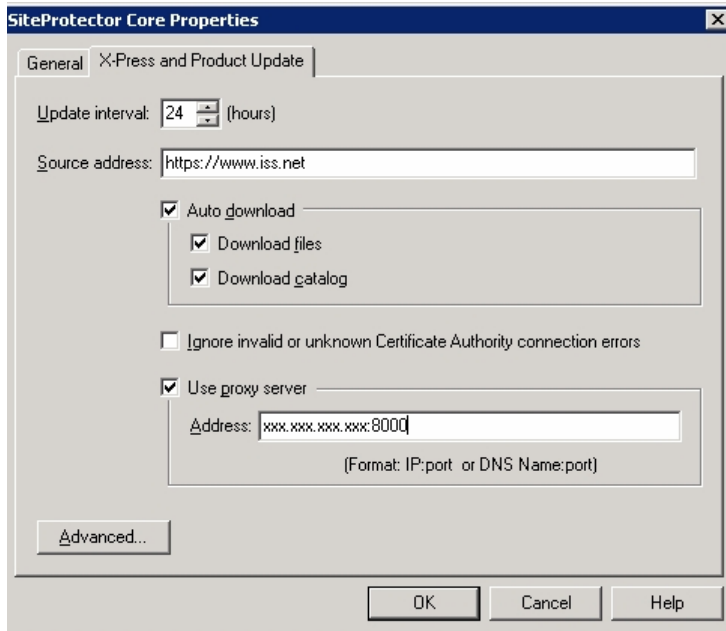 SiteProtector Core Properties
General X-Press and Product Update
Update interval: 24 (hours)
Source address: https://www.iss.net
Auto download
Download files
Download catalog
Ignore invalid or unknown Certificate Authority connection errors
Use proxy server
Address: xxx.xxx.xxx.xxx:8000
(Format: IP:port or DNS Name:port)
Advanced...
OK Cancel Help